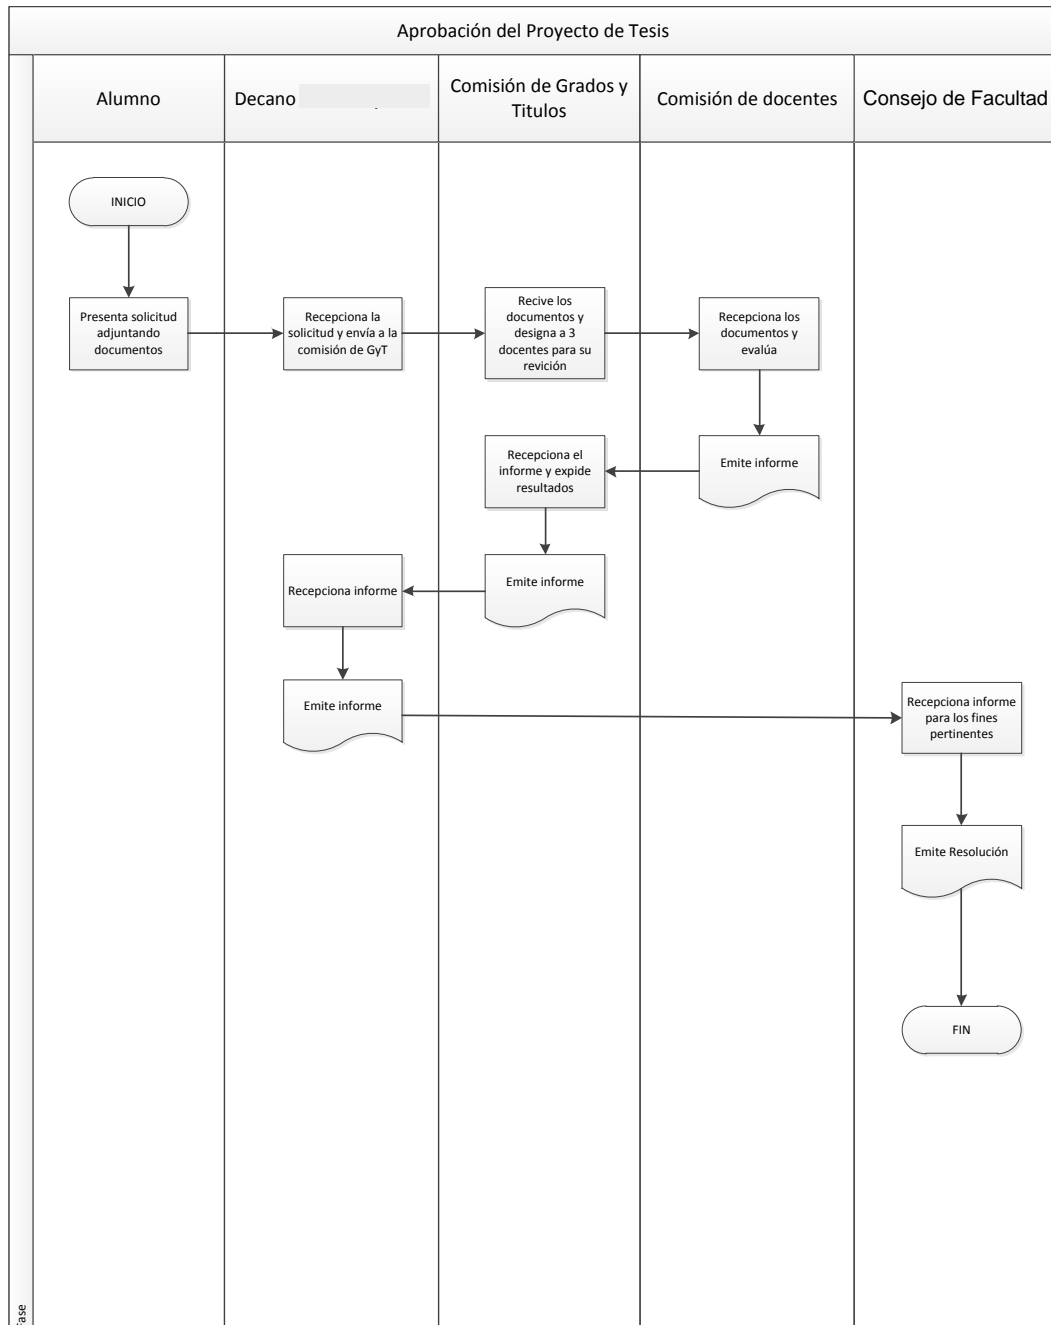 Aprobación del Proyecto de Tesis
Alumno
Decano
Comisión de Grados y
Titulos
Comisión de docentes
Consejo de Facultad
INICIO
Presenta solicitud
adjuntando
documentos
Recepciona la
solicitud y envía a la
comisión de GyT
Recive los
documentos y
designa a 3
docentes para su
revición
Recepciona los
documentos y
evalúa
Recepciona el
informe y expide
resultados
Emite informe
Recepciona informe
Emite informe
Emite informe
Recepciona informe
para los fines
pertinentes
Emite Resolución
FIN
Fase